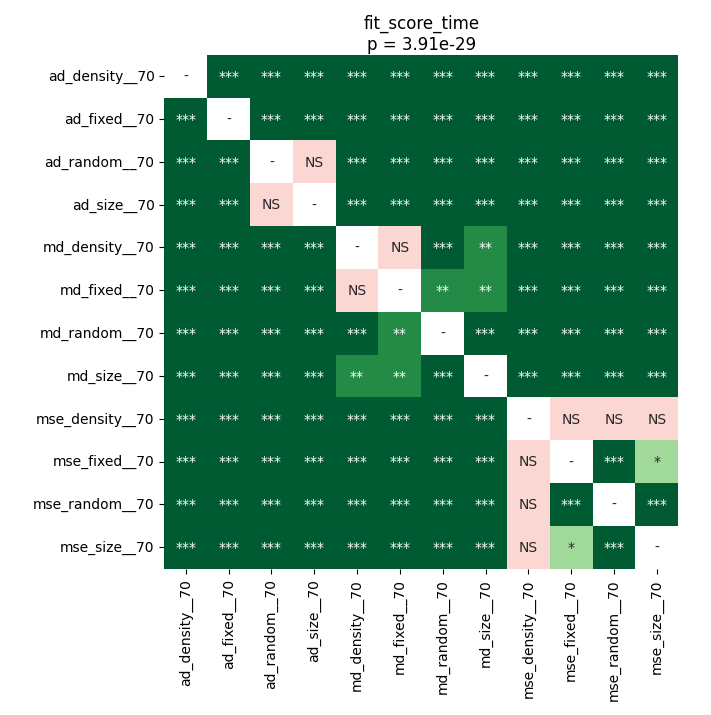 fit_score_time
p = 3.91e-29
ad_density__70 - *** *** *** *** *** *** *** *** *** *** ***
ad_fixed__70 *** - *** *** *** *** *** *** *** *** *** ***
ad_random__70 *** *** - NS *** *** *** *** *** *** *** ***
ad_size__70 *** *** NS - *** *** *** *** *** *** *** ***
md_density__70 *** *** *** *** - NS *** ** *** *** *** ***
md_fixed__70 *** *** *** *** NS - ** ** *** *** *** ***
md_random__70 *** *** *** *** *** ** - *** *** *** *** ***
md_size__70 *** *** *** *** ** ** *** - *** *** *** ***
mse_density__70 *** *** *** *** *** *** *** *** - NS NS NS
mse_fixed__70 *** *** *** *** *** *** *** *** NS - *** *
mse_random__70 *** *** *** *** *** *** *** *** NS *** - ***
mse_size__70 *** *** *** *** *** *** *** *** NS * *** -
ad_density__70
ad_fixed__70
ad_random__70
ad_size__70
md_density__70
md_fixed__70
md_random__70
md_size__70
mse_density__70
mse_fixed__70
mse_random__70
mse_size__70